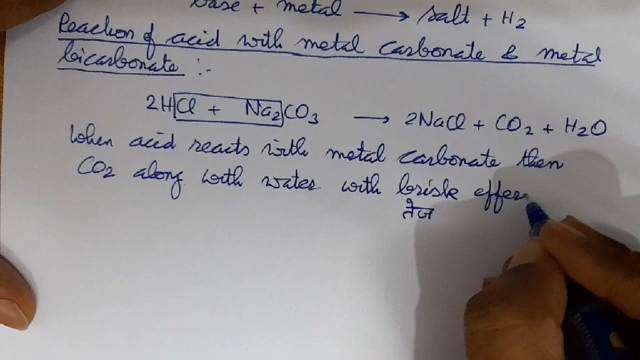 base + metal → salt + H2
Reaction of acid with metal carbonate & metal
bicarbonate :-
2HCl + Na2CO3 → 2NaCl + CO2 + H2O
When acid reacts with metal carbonate then
CO2 along with water with brisk effer
तेज